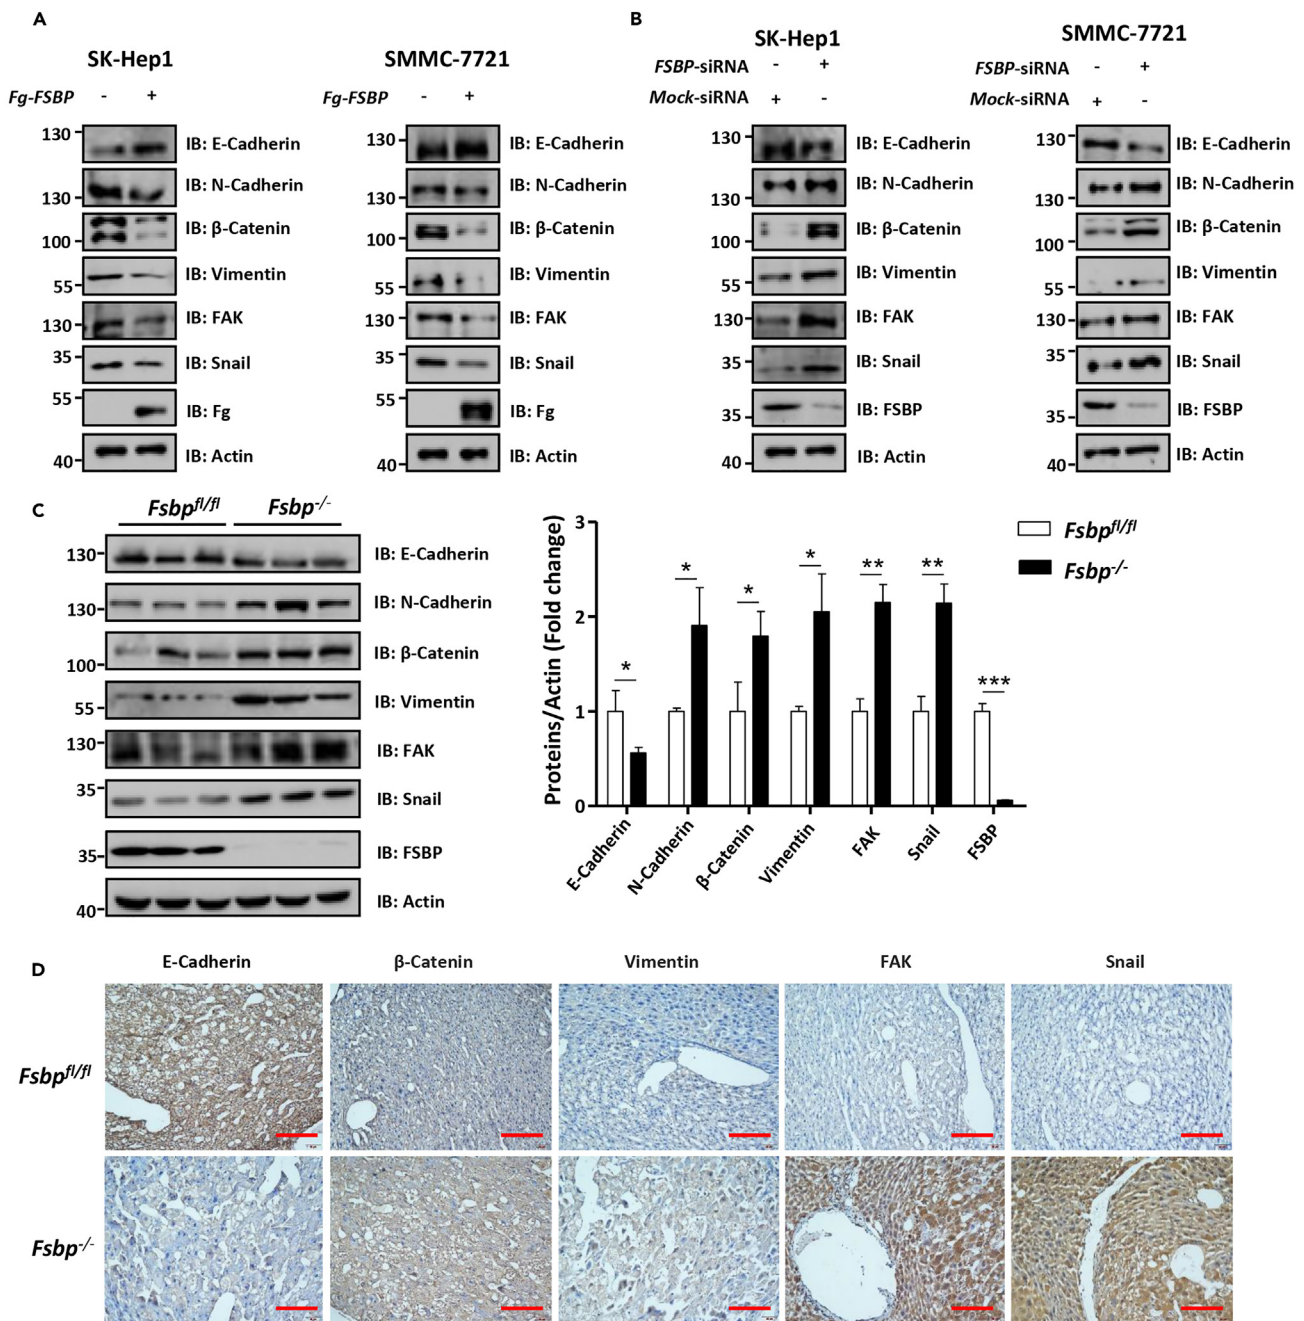 A
SK-Hep1
Fg-FSBP - +
130 IB: E-Cadherin
130 IB: N-Cadherin
100 IB: β-Catenin
55 IB: Vimentin
130 IB: FAK
35 IB: Snail
55 IB: Fg
40 IB: Actin
SMMC-7721
Fg-FSBP - +
130 IB: E-Cadherin
130 IB: N-Cadherin
100 IB: β-Catenin
55 IB: Vimentin
130 IB: FAK
35 IB: Snail
55 IB: Fg
40 IB: Actin
B
SK-Hep1
FSBP-siRNA - +
Mock-siRNA + -
130 IB: E-Cadherin
130 IB: N-Cadherin
100 IB: β-Catenin
55 IB: Vimentin
130 IB: FAK
35 IB: Snail
35 IB: FSBP
40 IB: Actin
SMMC-7721
FSBP-siRNA - +
Mock-siRNA + -
130 IB: E-Cadherin
130 IB: N-Cadherin
100 IB: β-Catenin
55 IB: Vimentin
130 IB: FAK
35 IB: Snail
35 IB: FSBP
40 IB: Actin
C
Fsbpfl/fl Fsbp-/-
130 IB: E-Cadherin
130 IB: N-Cadherin
100 IB: β-Catenin
55 IB: Vimentin
130 IB: FAK
35 IB: Snail
35 IB: FSBP
40 IB: Actin
Proteins/Actin (Fold change)
3
2
1
0
* * * * ** ** ***
E-Cadherin
N-Cadherin
β-Catenin
Vimentin
FAK
Snail
FSBP
Fsbpfl/fl
Fsbp-/-
D
E-Cadherin β-Catenin Vimentin FAK Snail
Fsbpfl/fl
Fsbp-/-